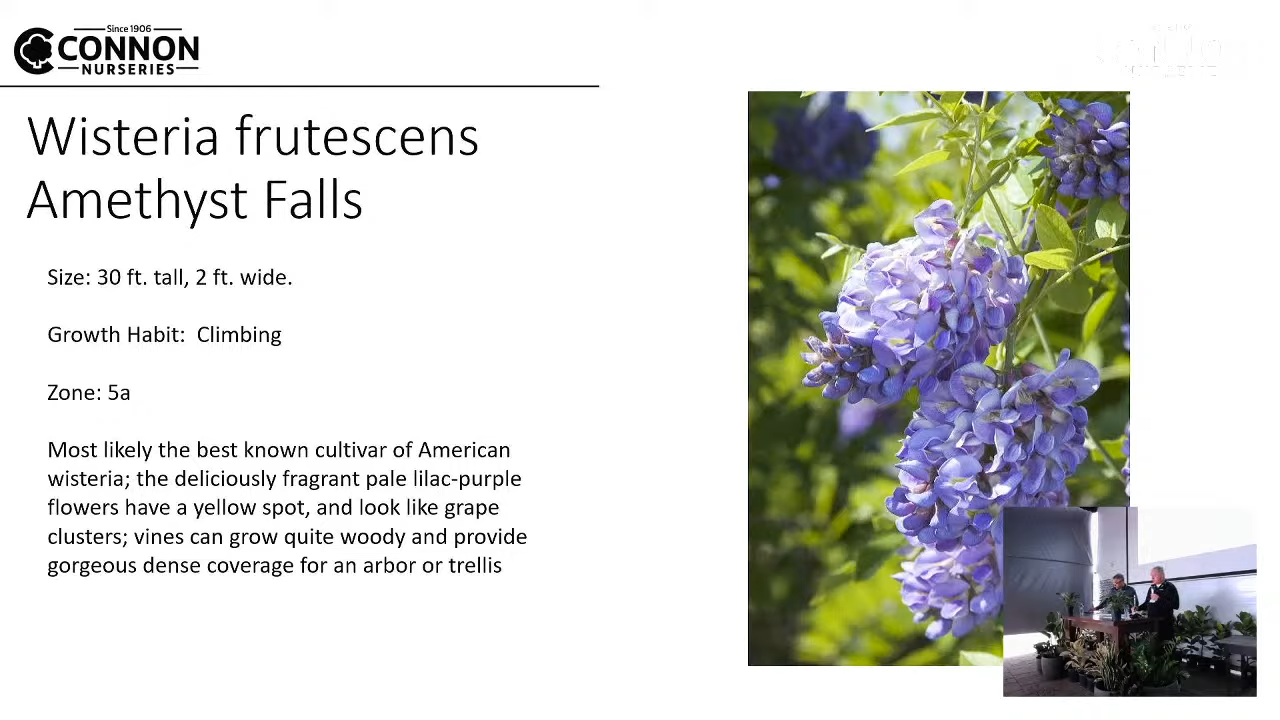 Since 1906
CONNON
NURSERIES
Wisteria frutescens
Amethyst Falls
Size: 30 ft. tall, 2 ft. wide.
Growth Habit:  Climbing
Zone: 5a
Most likely the best known cultivar of American
wisteria; the deliciously fragrant pale lilac-purple
flowers have a yellow spot, and look like grape
clusters; vines can grow quite woody and provide
gorgeous dense coverage for an arbor or trellis